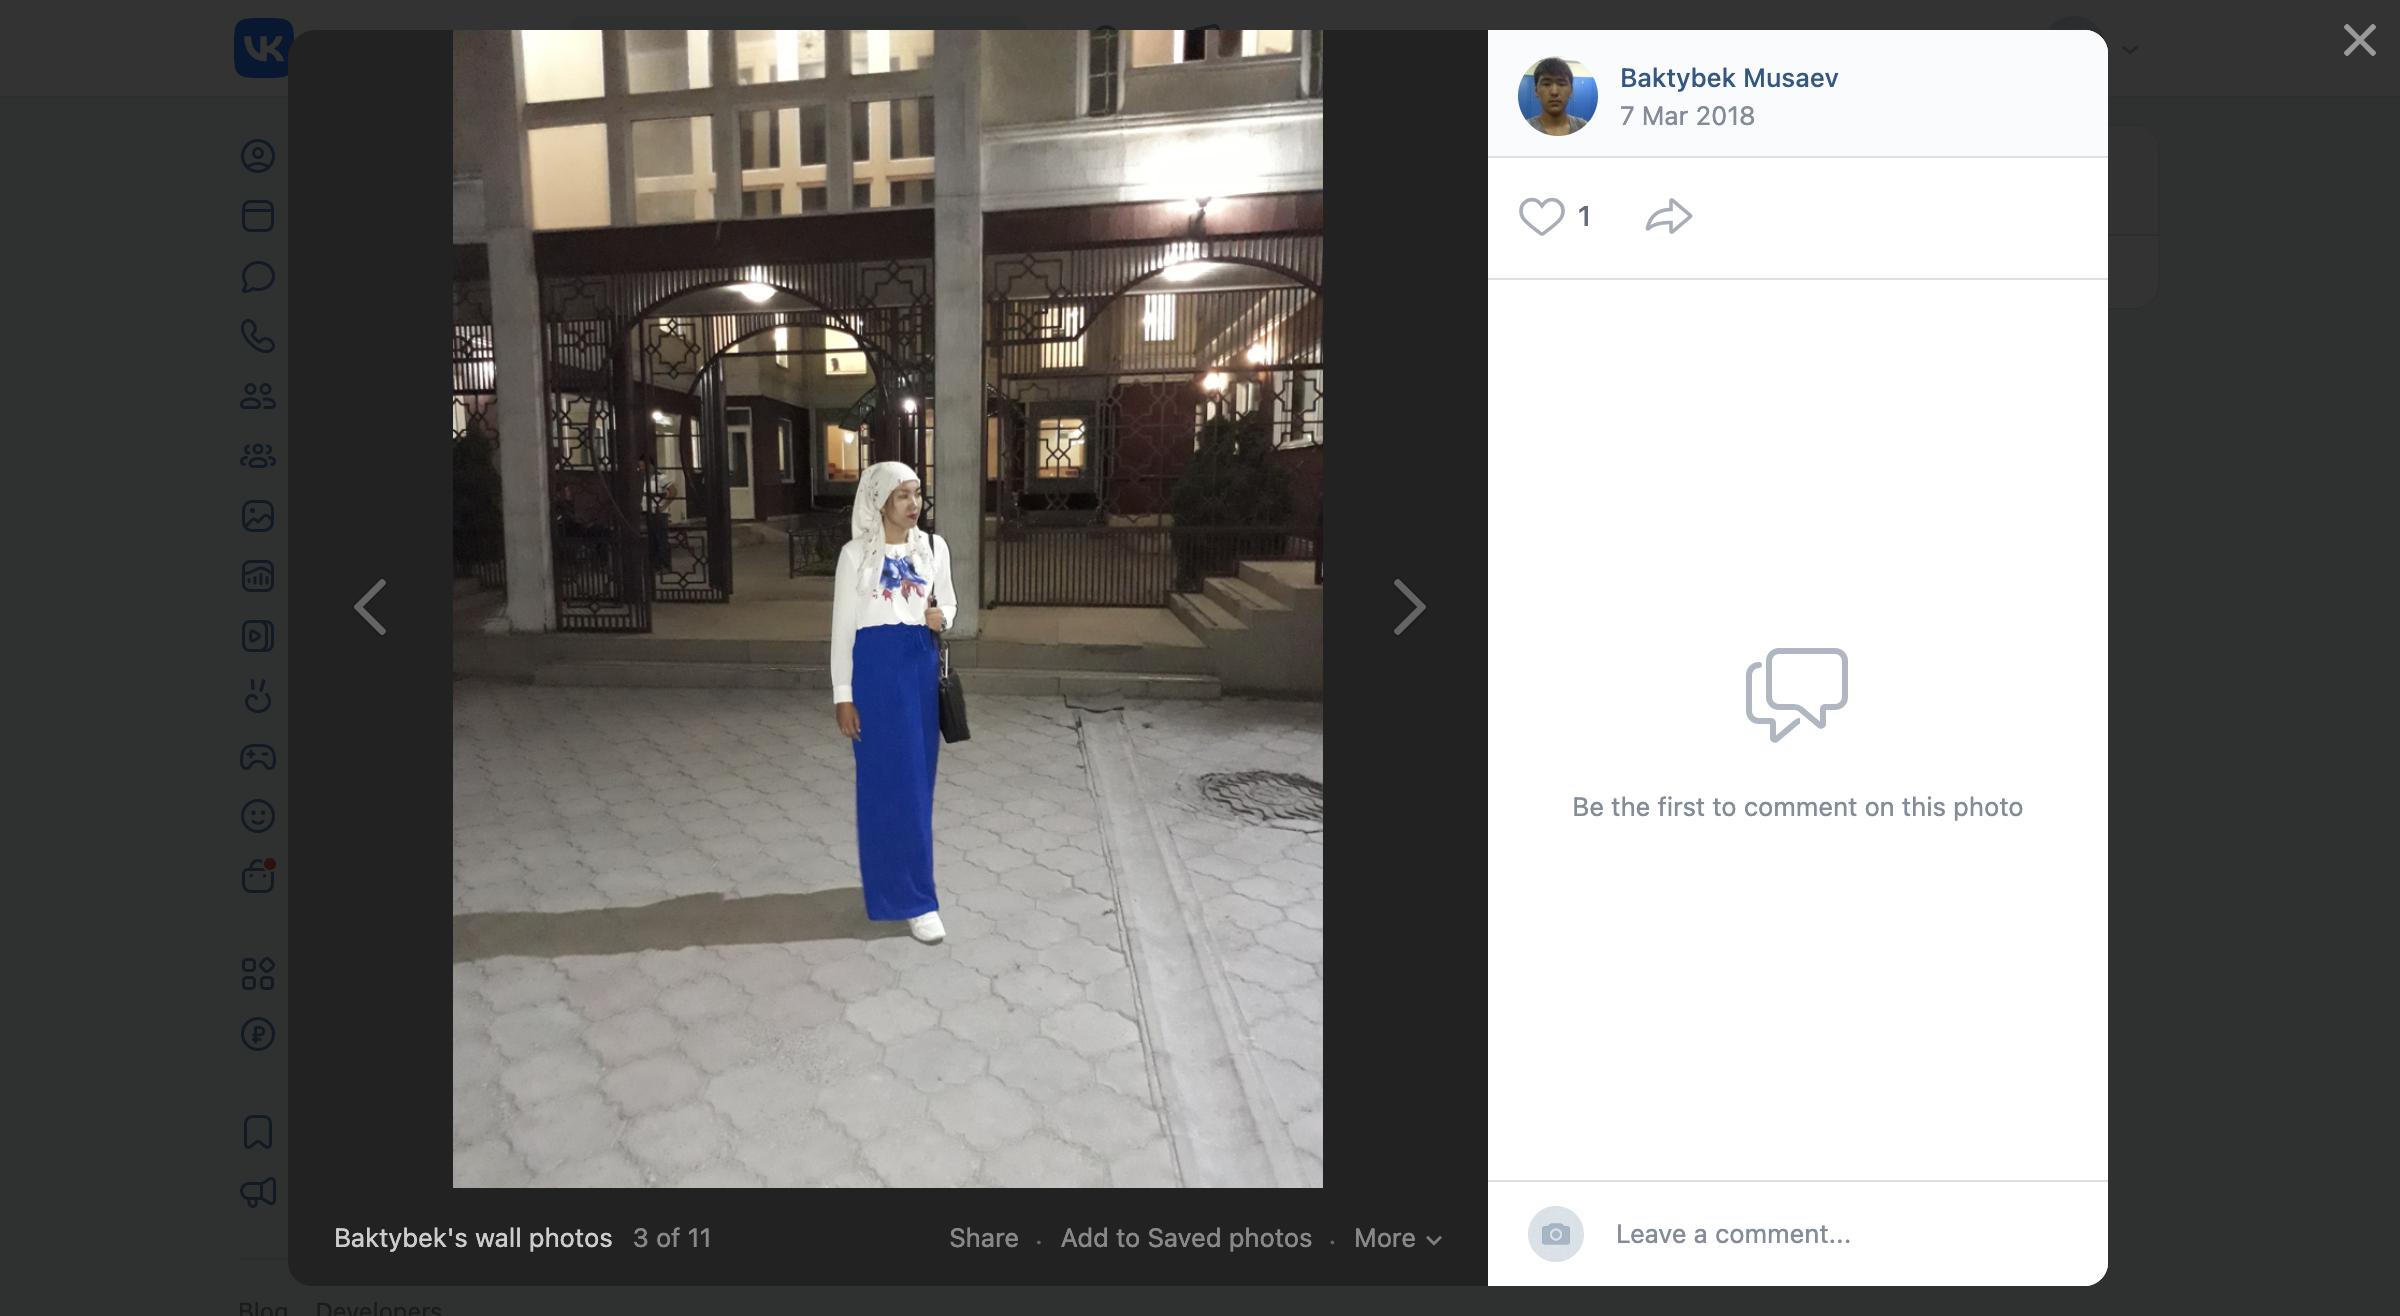 VK
Baktybek Musaev
7 Mar 2018
1
Be the first to comment on this photo
Leave a comment...
Baktybek's wall photos 3 of 11
Share · Add to Saved photos · More
Blog Developers